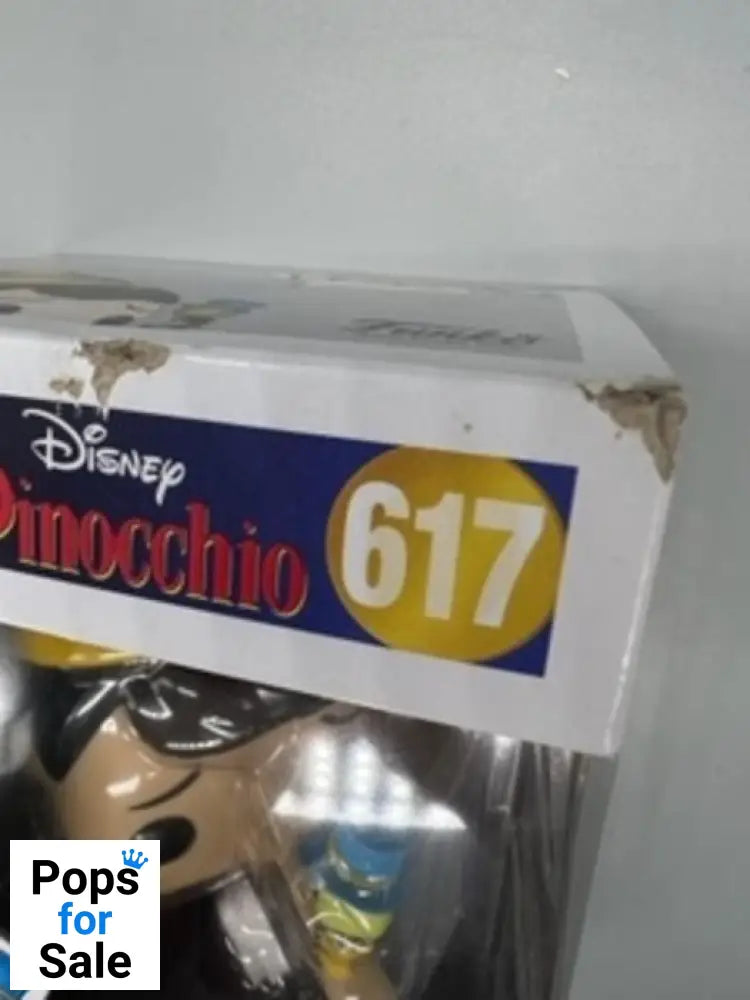 Disney
Pinocchio
617
Pops
for
Sale